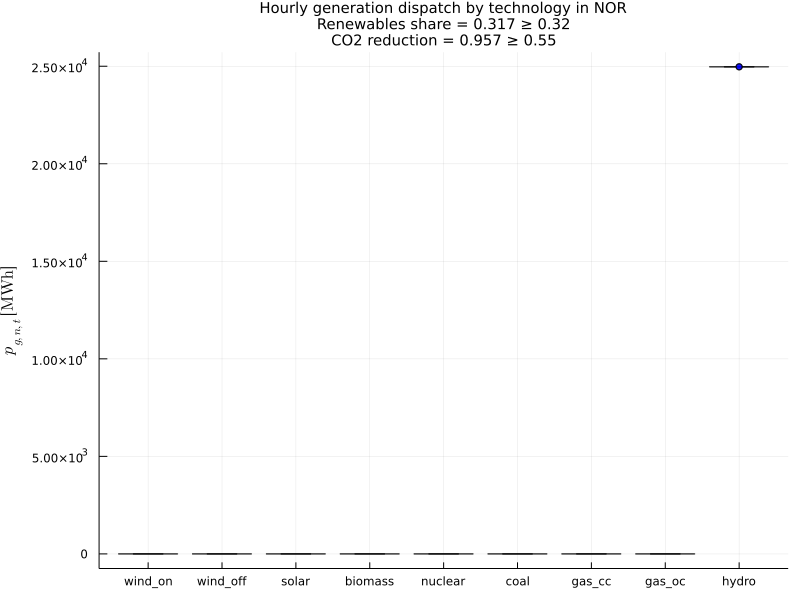 Hourly generation dispatch by technology in NOR
Renewables share = 0.317 ≥ 0.32
CO2 reduction = 0.957 ≥ 0.55
2.50×10⁴
2.00×10⁴
1.50×10⁴
1.00×10⁴
5.00×10³
0
p_{g,n,t} [MWh]
wind_on wind_off solar biomass nuclear coal gas_cc gas_oc hydro